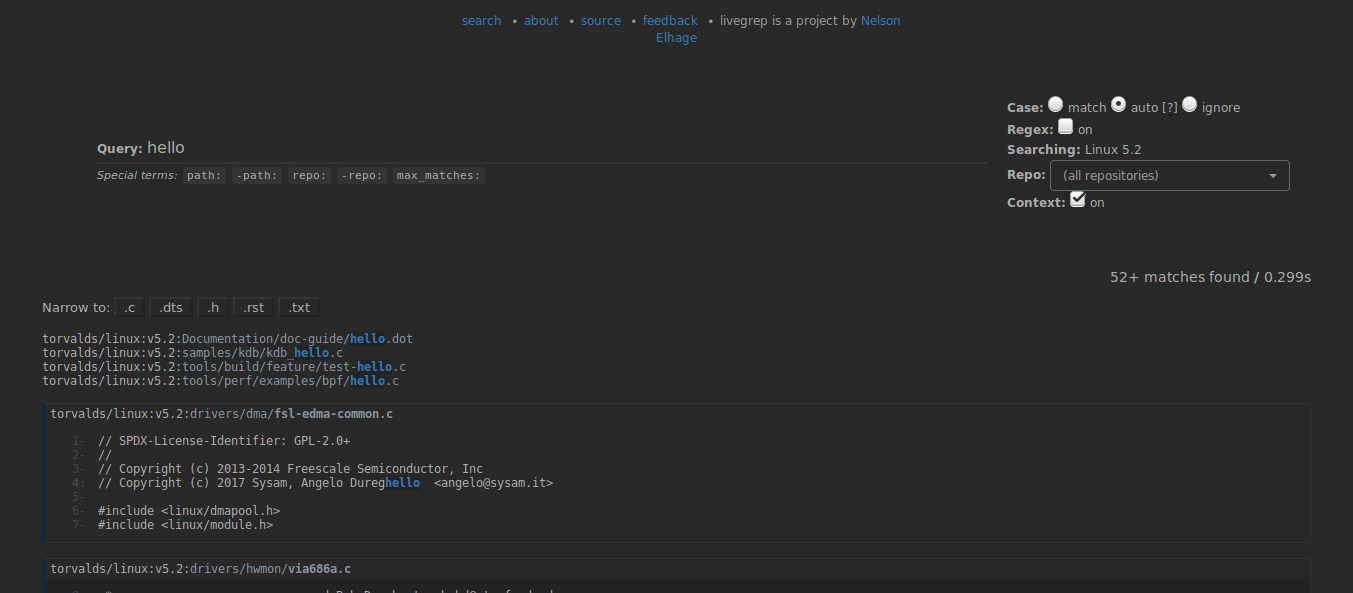 search • about • source • feedback • livegrep is a project by Nelson
Elhage
Case: match auto [?] ignore
Regex: on
Query: hello
Searching: Linux 5.2
Special terms: path: -path: repo: -repo: max_matches:
Repo: (all repositories)
Context: on
52+ matches found / 0.299s
Narrow to: .c .dts .h .rst .txt
torvalds/linux:v5.2:Documentation/doc-guide/hello.dot
torvalds/linux:v5.2:samples/kdb/kdb_hello.c
torvalds/linux:v5.2:tools/build/feature/test-hello.c
torvalds/linux:v5.2:tools/perf/examples/bpf/hello.c
torvalds/linux:v5.2:drivers/dma/fsl-edma-common.c
1- // SPDX-License-Identifier: GPL-2.0+
2- //
3- // Copyright (c) 2013-2014 Freescale Semiconductor, Inc
4: // Copyright (c) 2017 Sysam, Angelo Dureghello <angelo@sysam.it>
5-
6- #include <linux/dmapool.h>
7- #include <linux/module.h>
torvalds/linux:v5.2:drivers/hwmon/via686a.c